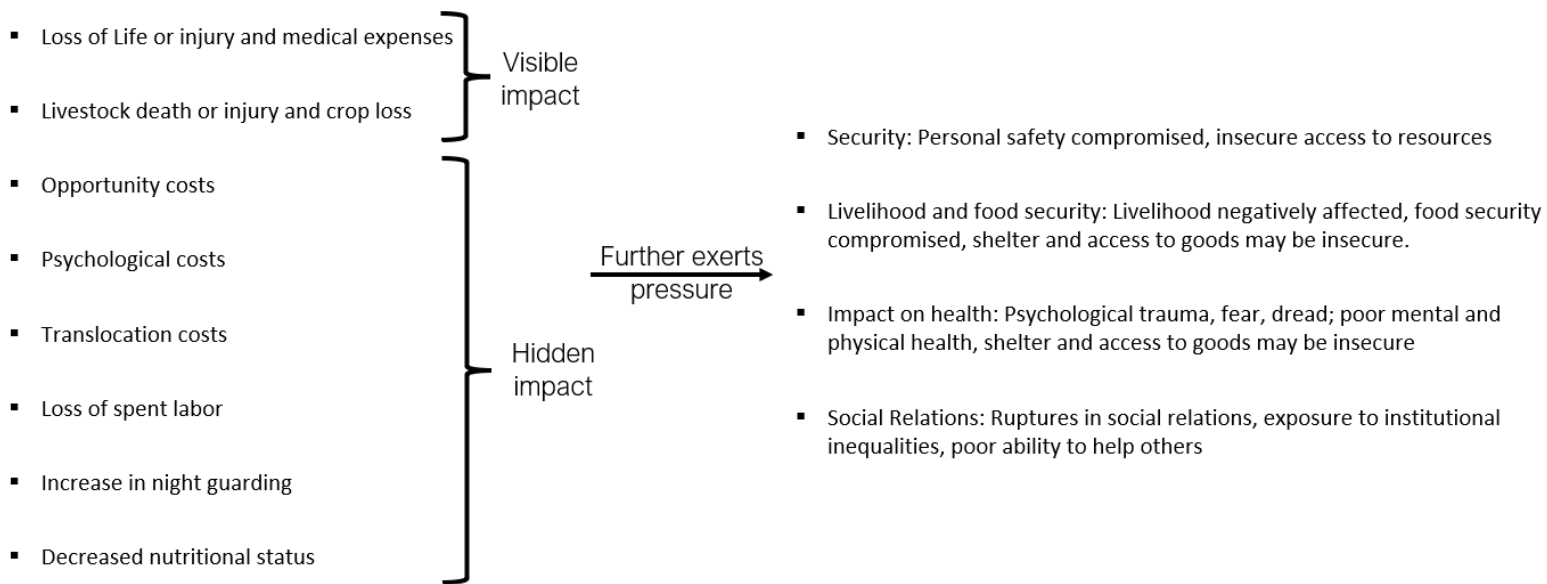 ▪ Loss of Life or injury and medical expenses
▪ Livestock death or injury and crop loss
Visible
impact
▪ Opportunity costs
▪ Psychological costs
▪ Translocation costs
▪ Loss of spent labor
▪ Increase in night guarding
▪ Decreased nutritional status
Hidden
impact
Further exerts
pressure
▪ Security: Personal safety compromised, insecure access to resources
▪ Livelihood and food security: Livelihood negatively affected, food security
compromised, shelter and access to goods may be insecure.
▪ Impact on health: Psychological trauma, fear, dread; poor mental and
physical health, shelter and access to goods may be insecure
▪ Social Relations: Ruptures in social relations, exposure to institutional
inequalities, poor ability to help others